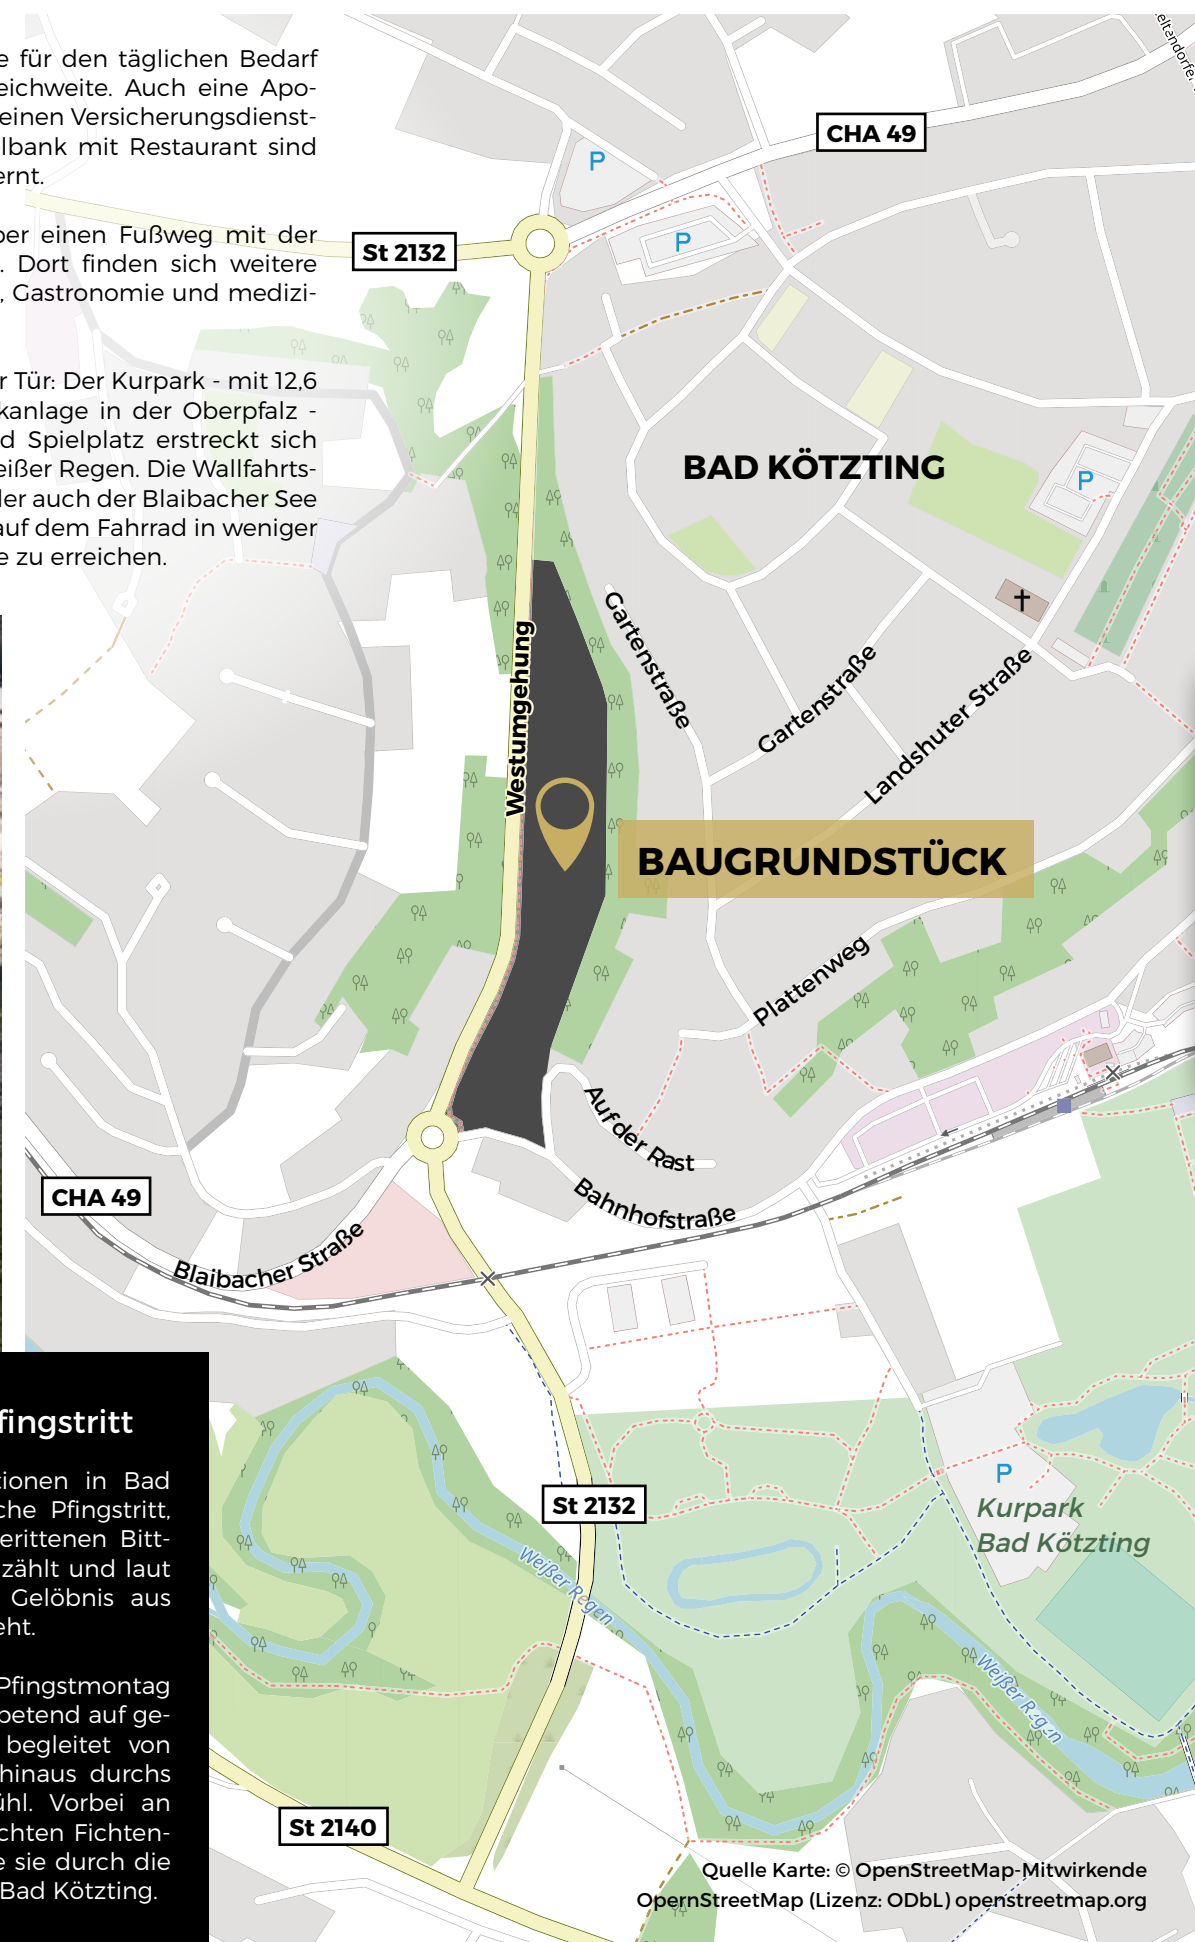 e für den täglichen Bedarf
eichweite. Auch eine Apo-
einen Versicherungsdienst-
lbank mit Restaurant sind
ernt.
ber einen Fußweg mit der
. Dort finden sich weitere
, Gastronomie und medizi-
r Tür: Der Kurpark - mit 12,6
kanlage in der Oberpfalz -
d Spielplatz erstreckt sich
eißer Regen. Die Wallfahrts-
der auch der Blaibacher See
auf dem Fahrrad in weniger
e zu erreichen.
CHA 49
P
St 2132
P
BAD KÖTZTING
P
Gartenstraße
Westumgehung
Gartenstraße
Landshuter Straße
BAUGRUNDSTÜCK
Plattenweg
Auf der Rast
CHA 49
Bahnhofstraße
Blaibacher Straße
fingstritt
tionen in Bad
che Pfingstritt,
erittenen Bitt-
zählt und laut
Gelöbnis aus
eht.
Pfingstmontag
betend auf ge-
begleitet von
hinaus durchs
ühl. Vorbei an
chten Fichten-
e sie durch die
Bad Kötzting.
St 2132
P
Kurpark
Bad Kötzting
Weißer Regen
Weißer Regen
St 2140
Quelle Karte: © OpenStreetMap-Mitwirkende
OpernStreetMap (Lizenz: ODbL) openstreetmap.org